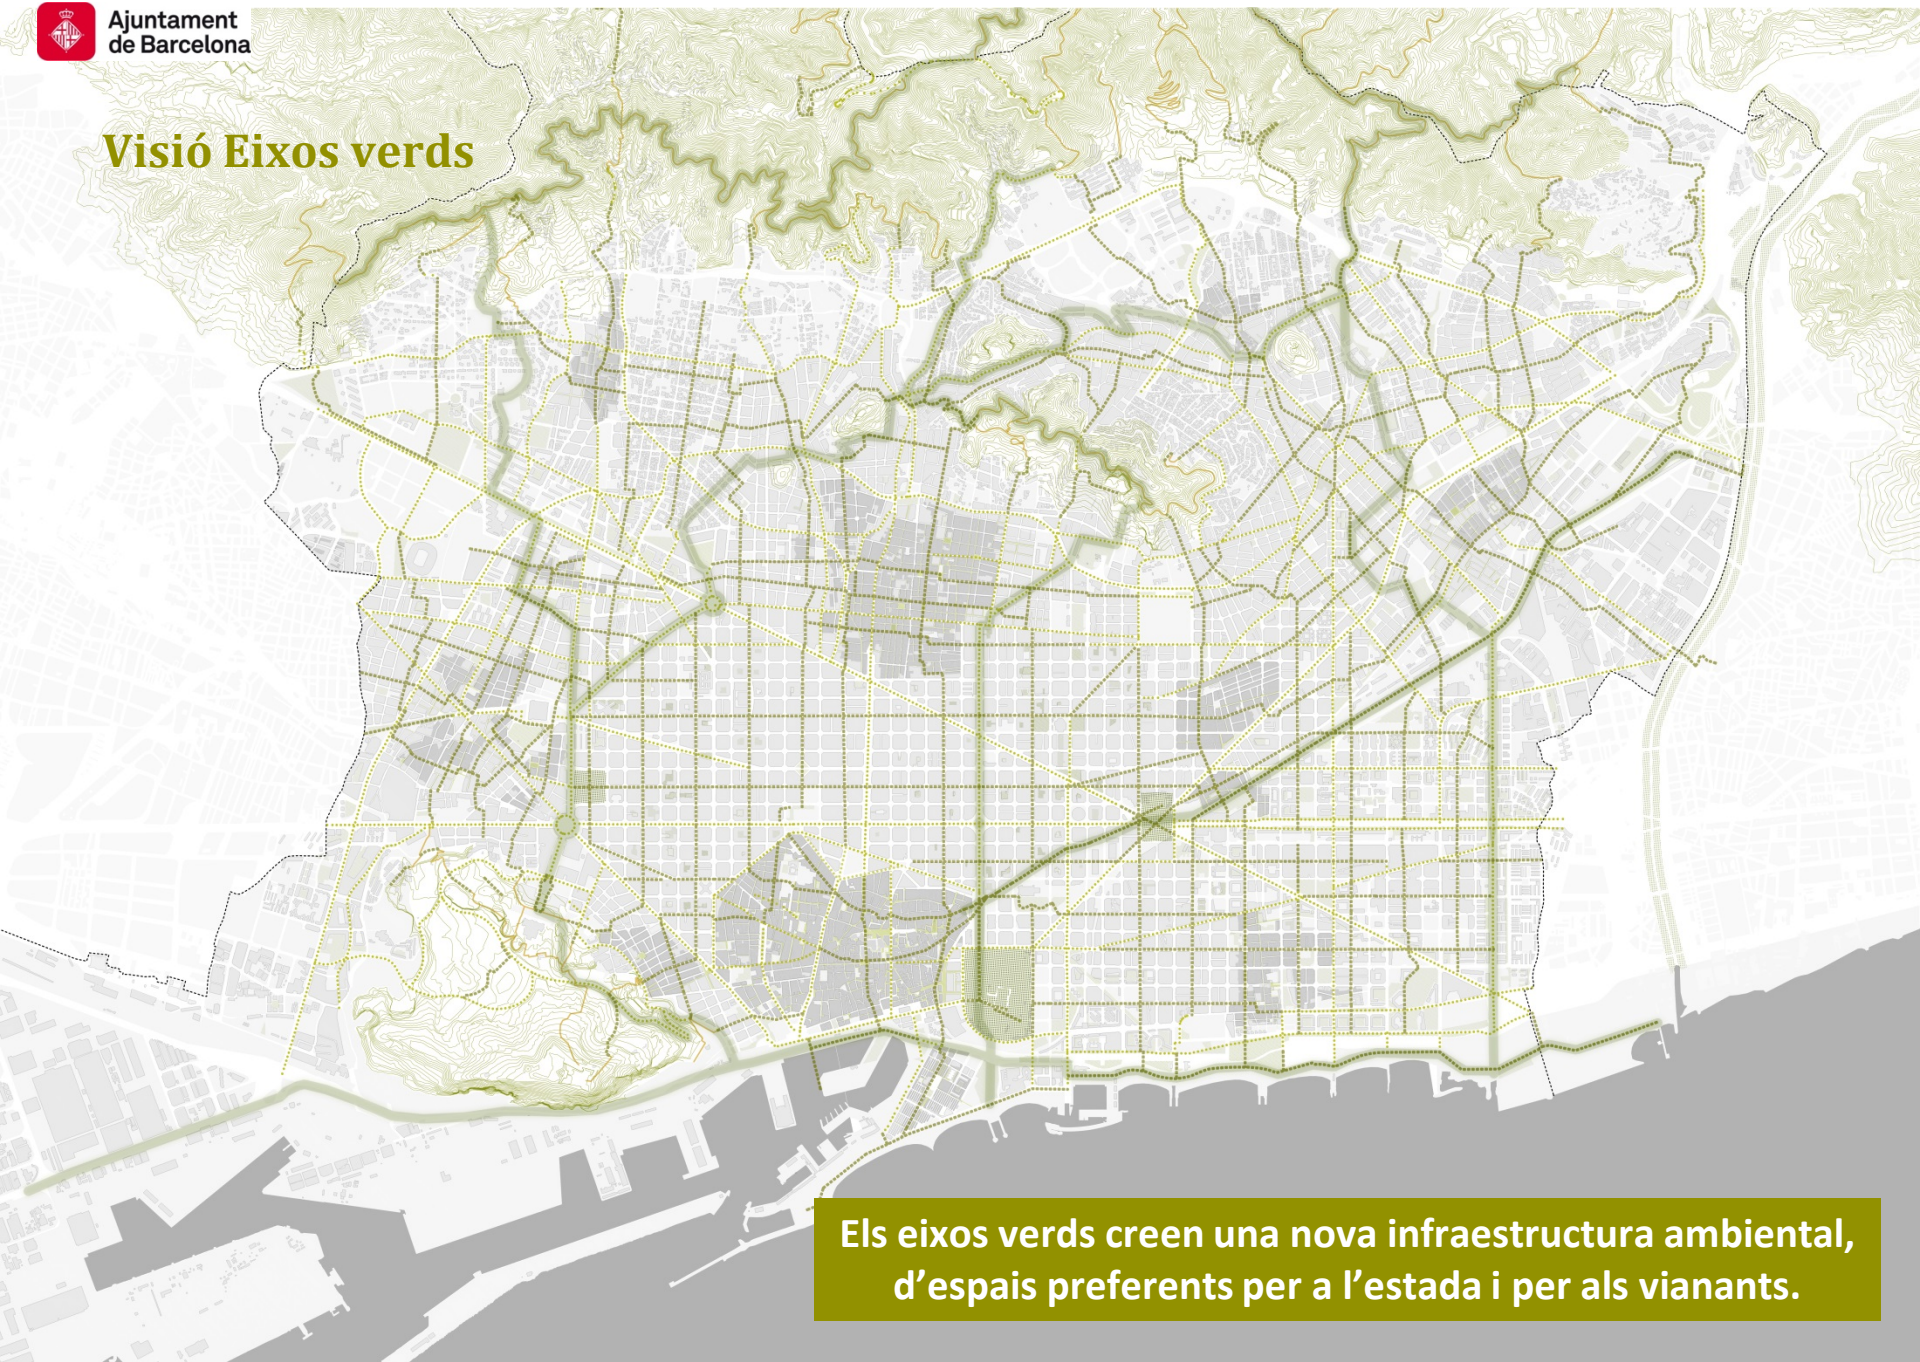 Ajuntament
de Barcelona
Visió Eixos verds
Els eixos verds creen una nova infraestructura ambiental,
d’espais preferents per a l’estada i per als vianants.